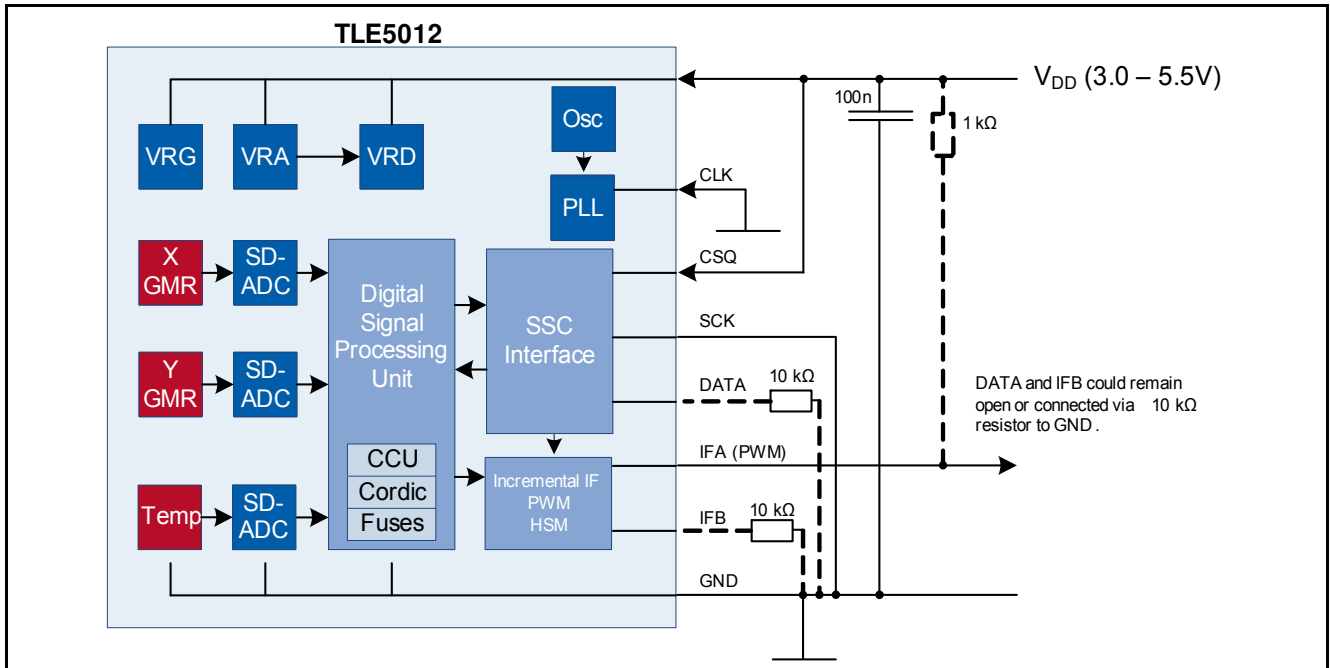 TLE5012
V_DD (3.0 – 5.5V)
100n
1 kΩ
Osc
VRG
VRA
VRD
CLK
PLL
X
GMR
SD-
ADC
CSQ
Digital
Signal
Processing
Unit
SSC
Interface
SCK
Y
GMR
SD-
ADC
DATA
10 kΩ
DATA and IFB could remain
open or connected via 10 kΩ
resistor to GND .
IFA (PWM)
CCU
Cordic
Fuses
Incremental IF
PWM
HSM
Temp
SD-
ADC
IFB
10 kΩ
GND